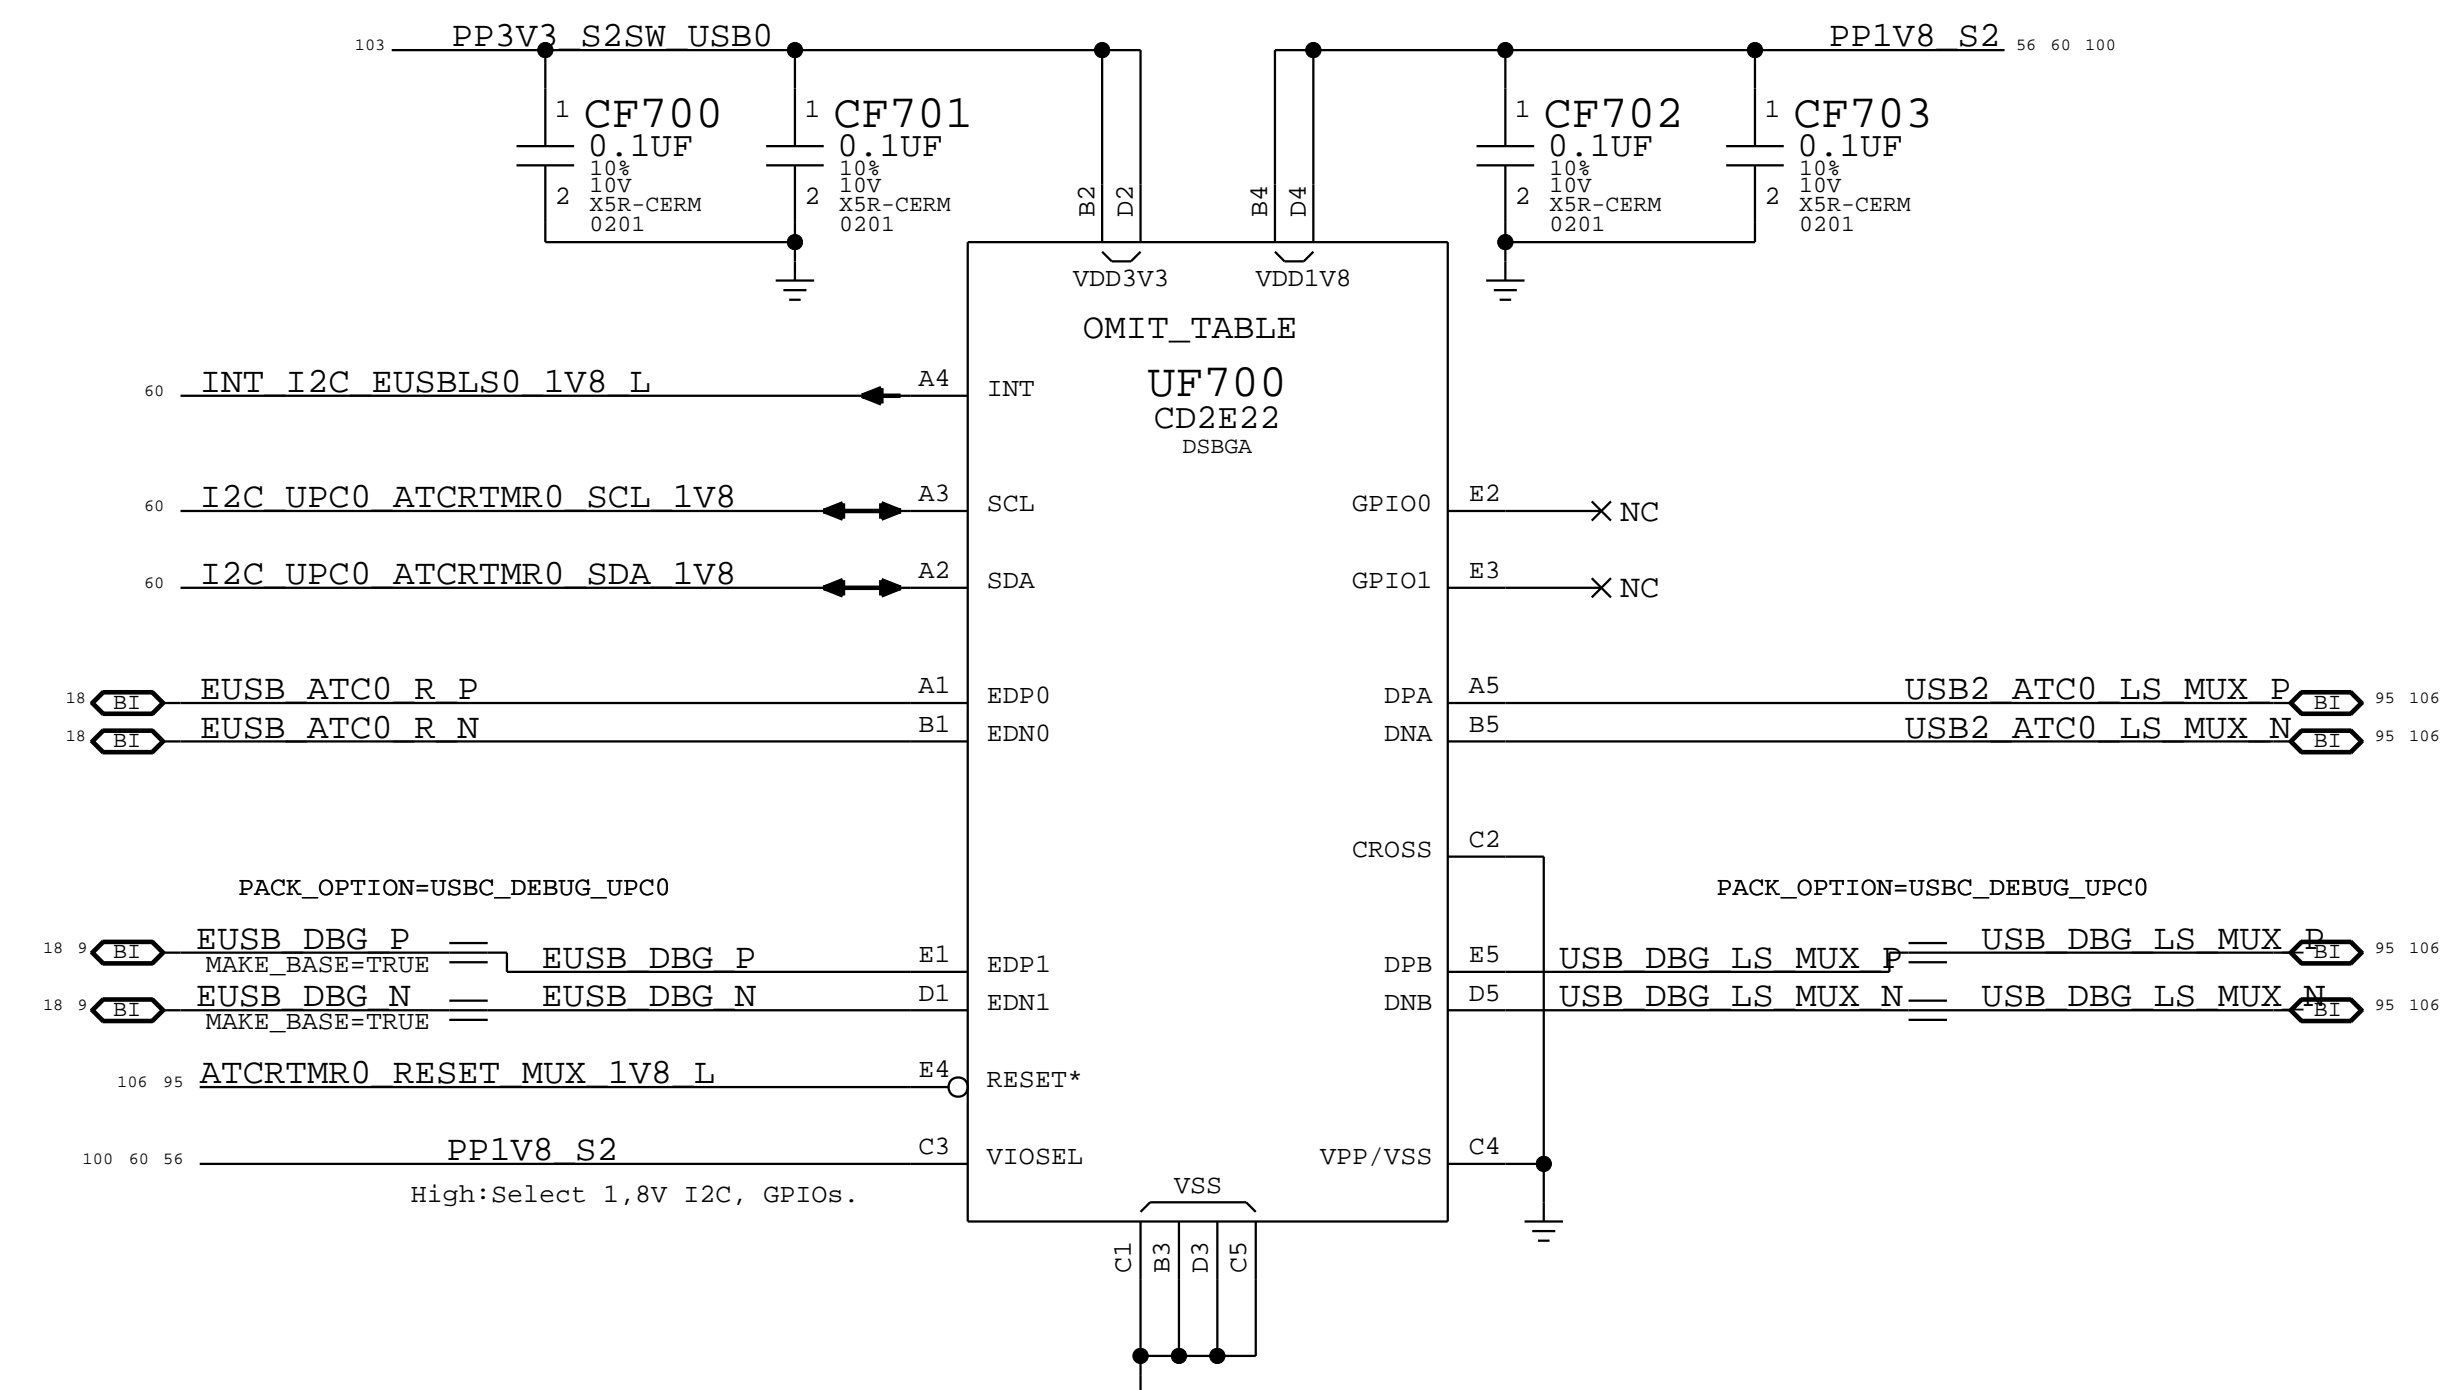 103 PP3V3_S2SW_USB0
PP1V8_S2 56 60 100
1 CF700
0.1UF
10%
10V
2 X5R-CERM
0201
1 CF701
0.1UF
10%
10V
2 X5R-CERM
0201
1 CF702
0.1UF
10%
10V
2 X5R-CERM
0201
1 CF703
0.1UF
10%
10V
2 X5R-CERM
0201
B2 D2 B4 D4
VDD3V3 VDD1V8
OMIT_TABLE
UF700
CD2E22
DSBGA
60 INT_I2C_EUSBLS0_1V8_L A4 INT
60 I2C_UPC0_ATCRTMR0_SCL_1V8 A3 SCL
GPIO0 E2 NC
60 I2C_UPC0_ATCRTMR0_SDA_1V8 A2 SDA
GPIO1 E3 NC
18 BI EUSB_ATC0_R_P A1 EDP0
DPA A5 USB2_ATC0_LS_MUX_P BI 95 106
18 BI EUSB_ATC0_R_N B1 EDN0
DNA B5 USB2_ATC0_LS_MUX_N BI 95 106
CROSS C2
PACK_OPTION=USBC_DEBUG_UPC0
PACK_OPTION=USBC_DEBUG_UPC0
18 9 BI EUSB_DBG_P EUSB_DBG_P E1 EDP1
MAKE_BASE=TRUE
DPB E5 USB_DBG_LS_MUX_P USB_DBG_LS_MUX_P BI 95 106
18 9 BI EUSB_DBG_N EUSB_DBG_N D1 EDN1
MAKE_BASE=TRUE
DNB D5 USB_DBG_LS_MUX_N USB_DBG_LS_MUX_N BI 95 106
106 95 ATCRTMR0_RESET_MUX_1V8_L E4 RESET*
100 60 56 PP1V8_S2 C3 VIOSEL
VPP/VSS C4
High:Select 1,8V I2C, GPIOs.
VSS
C1 B3 D3 C5